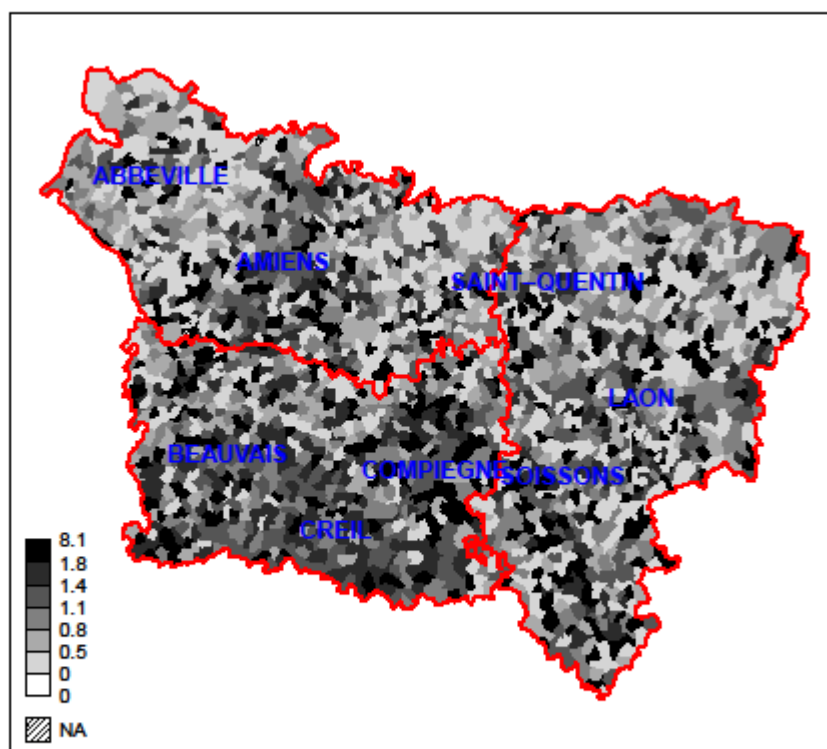 ABBEVILLE
AMIENS
SAINT-QUENTIN
LAON
BEAUVAIS
COMPIEGNE
SOISSONS
CREIL
8.1
1.8
1.4
1.1
0.8
0.5
0
0
NA